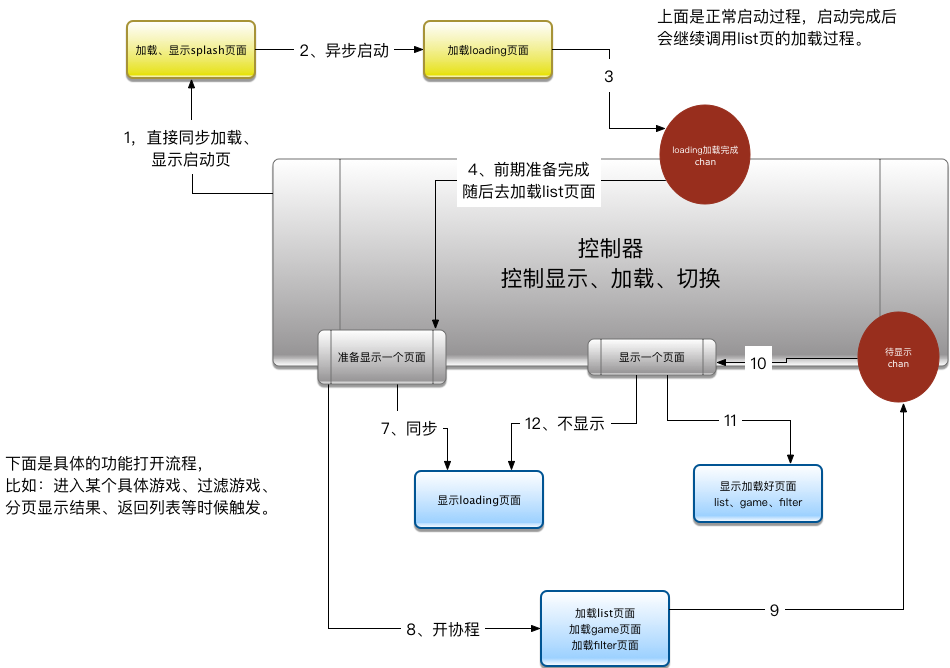 上面是正常启动过程，启动完成后
会继续调用list页的加载过程。
加载、显示splash页面
2、异步启动
加载loading页面
3
1，直接同步加载、
显示启动页
loading加载完成
chan
4、前期准备完成
随后去加载list页面
控制器
控制显示、加载、切换
准备显示一个页面
显示一个页面
10
待显示
chan
7、同步
12、不显示
11
下面是具体的功能打开流程，
比如：进入某个具体游戏、过滤游戏、
分页显示结果、返回列表等时候触发。
显示loading页面
显示加载好页面
list、game、filter
8、开协程
加载list页面
加载game页面
加载filter页面
9